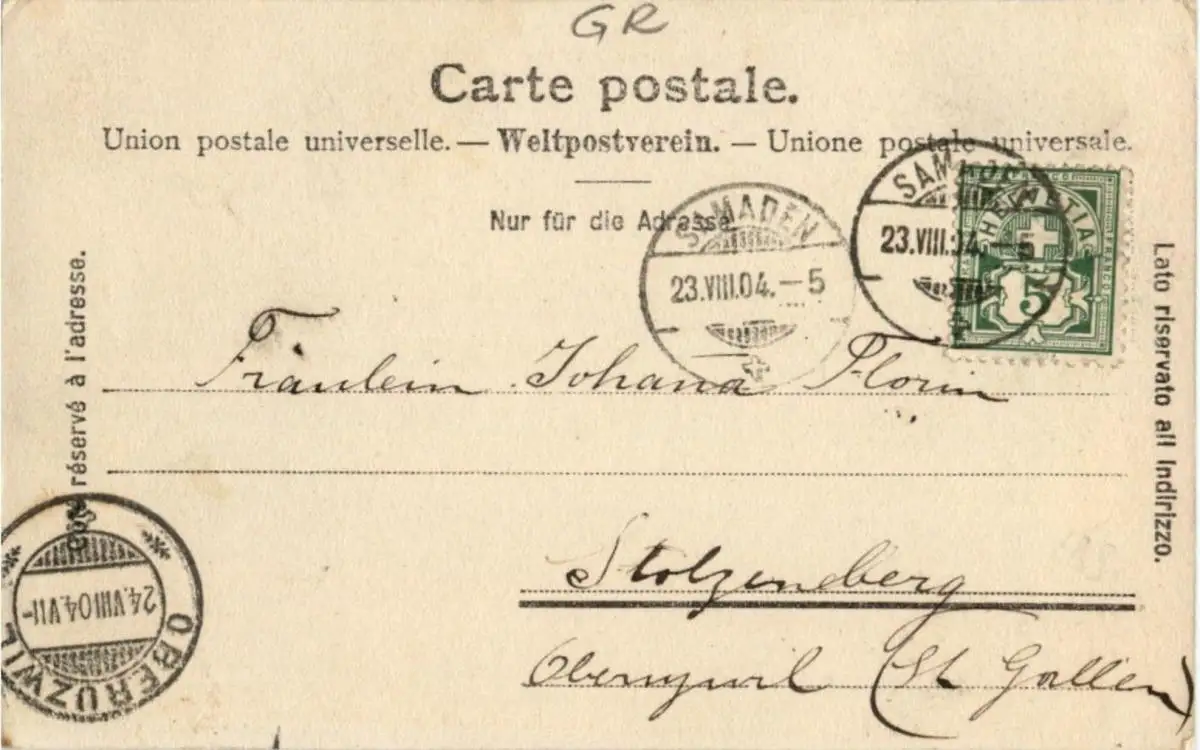 GR
Carte postale.
Union postale universelle. — Weltpostverein. — Unione postale universale.
Nur für die Adresse
SAMADEN
23.VIII.04.—5
SAMADEN
23.VIII.04.—5
HELVETIA
FRANCO
5
Côté réservé à l'adresse.
Lato riservato all indirizzo.
Fräulein Johana Florin
Stolzenberg
Oberuzwil (St Gallen)
24.VIII.04.VII-
OBERUZWIL